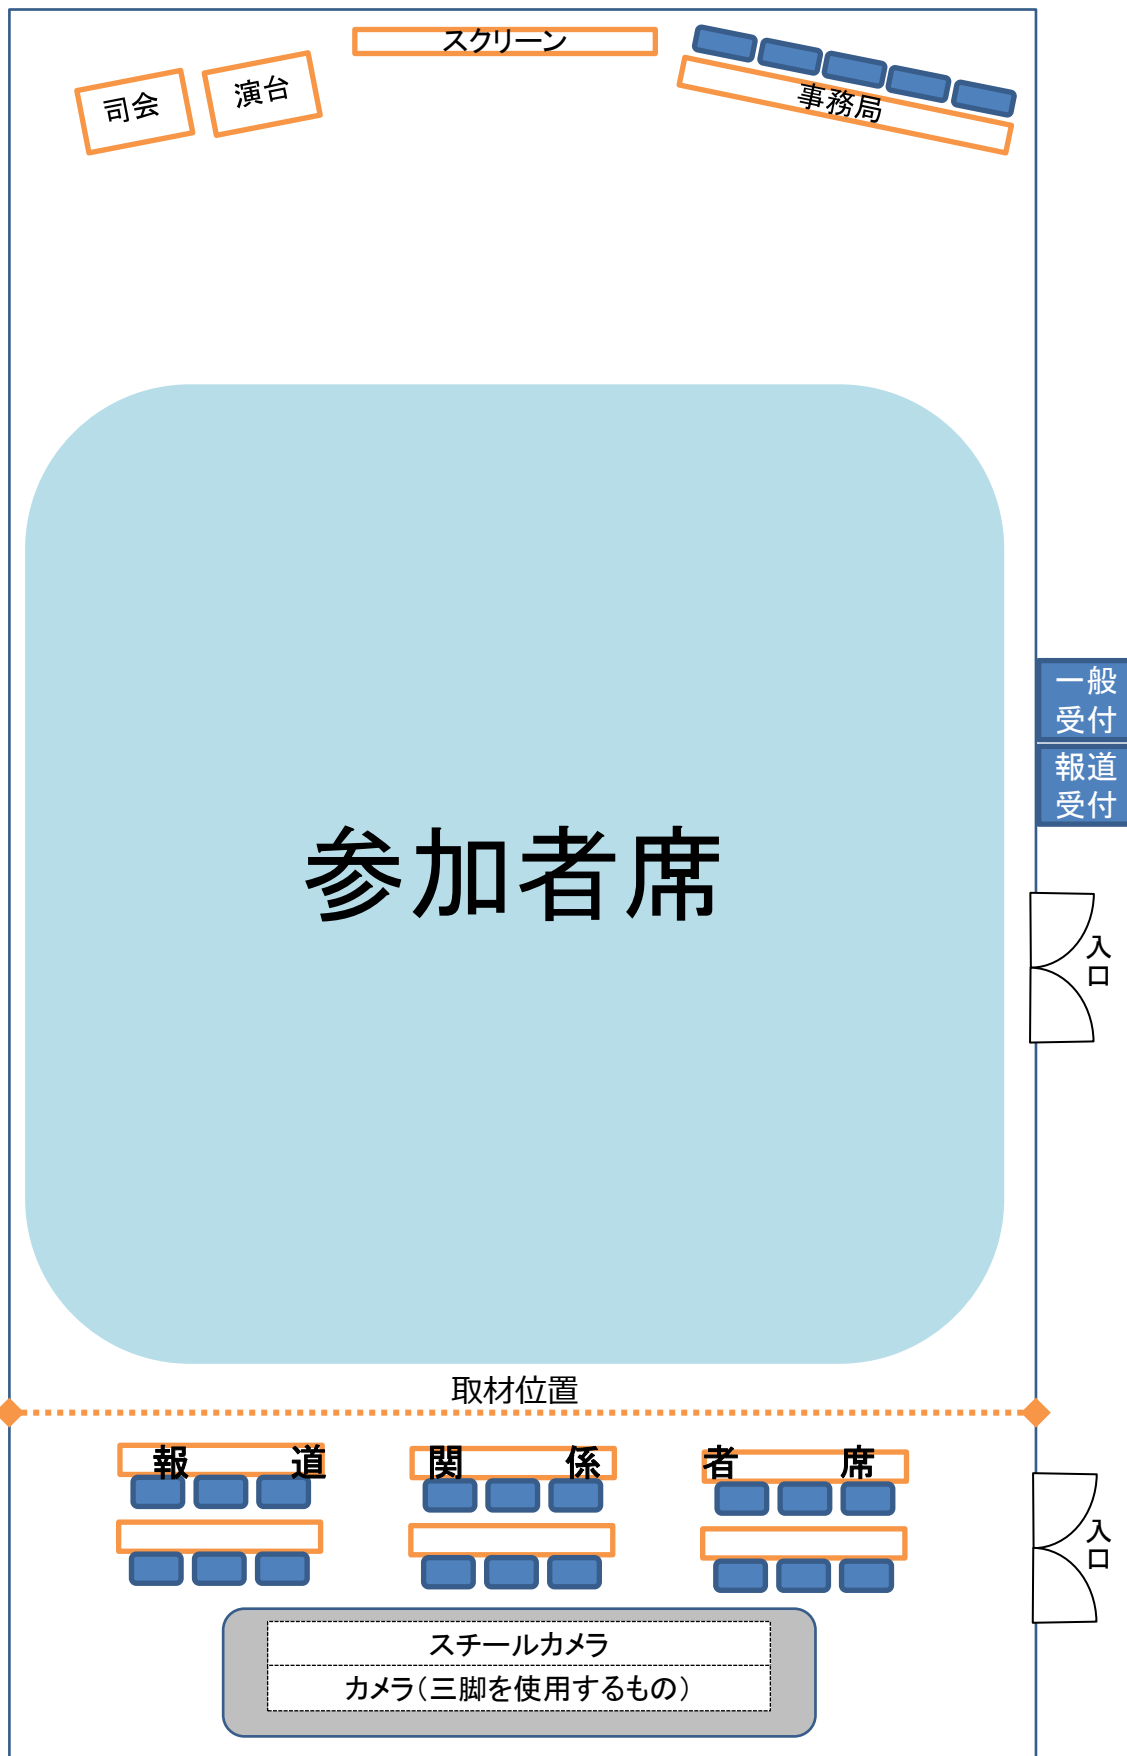 スクリーン
司会
演台
事務局
一般
受付
報道
受付
参加者席
入
口
取材位置
報道関係者席
入
口
スチールカメラ
カメラ（三脚を使用するもの）